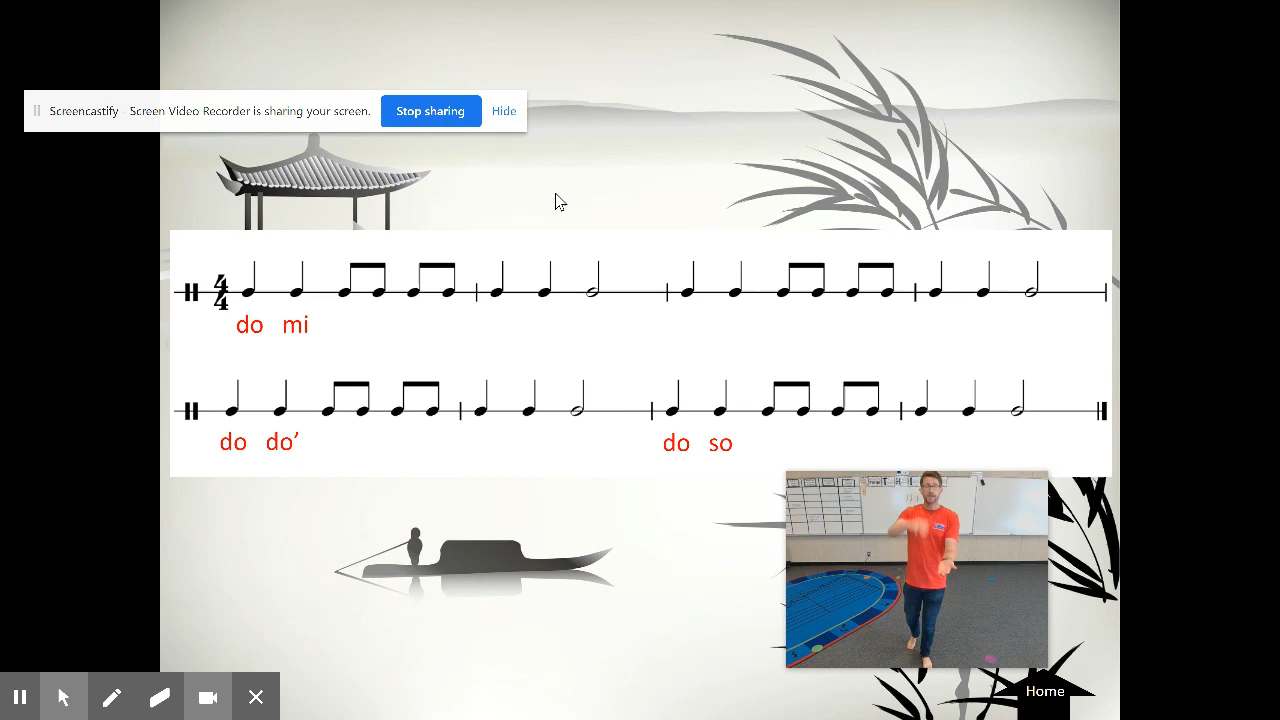 Screencastify - Screen Video Recorder is sharing your screen. Stop sharing Hide
4
4
do mi
do do’ do so
Home